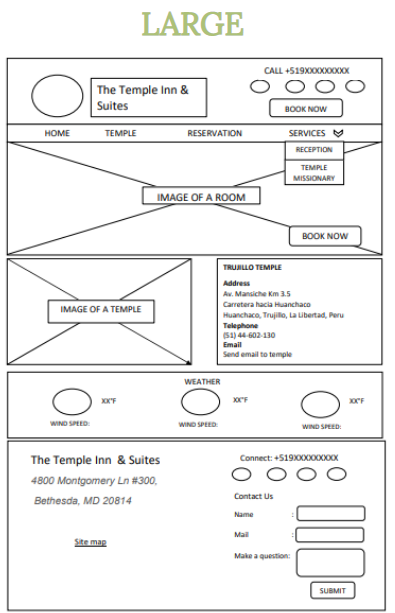 LARGE
CALL +519XXXXXXXXX
The Temple Inn &
Suites
BOOK NOW
HOME TEMPLE RESERVATION SERVICES
RECEPTION
TEMPLE
MISSIONARY
IMAGE OF A ROOM
BOOK NOW
IMAGE OF A TEMPLE
TRUJILLO TEMPLE
Address
Av. Mansiche Km 3.5
Carretera hacia Huanchaco
Huanchaco, Trujillo, La Libertad, Peru
Telephone
(51) 44-602-130
Email
Send email to temple
WEATHER
XX°F XX°F XX°F
WIND SPEED: WIND SPEED: WIND SPEED:
The Temple Inn & Suites
4800 Montgomery Ln #300,
Bethesda, MD 20814
Site map
Connect: +519XXXXXXXXX
Contact Us
Name :
Mail :
Make a question:
SUBMIT